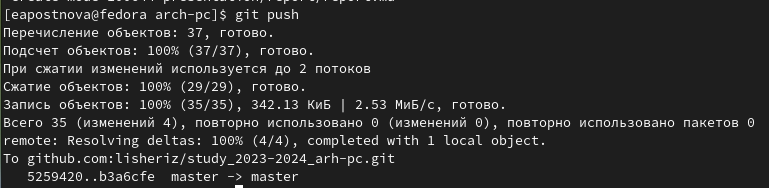 [eapostnova@fedora arch-pc]$ git push
Перечисление объектов: 37, готово.
Подсчет объектов: 100% (37/37), готово.
При сжатии изменений используется до 2 потоков
Сжатие объектов: 100% (29/29), готово.
Запись объектов: 100% (35/35), 342.13 КиБ | 2.53 МиБ/с, готово.
Всего 35 (изменений 4), повторно использовано 0 (изменений 0), повторно использовано пакетов 0
remote: Resolving deltas: 100% (4/4), completed with 1 local object.
To github.com:lisheriz/study_2023-2024_arh-pc.git
   5259420..b3a6cfe  master -> master